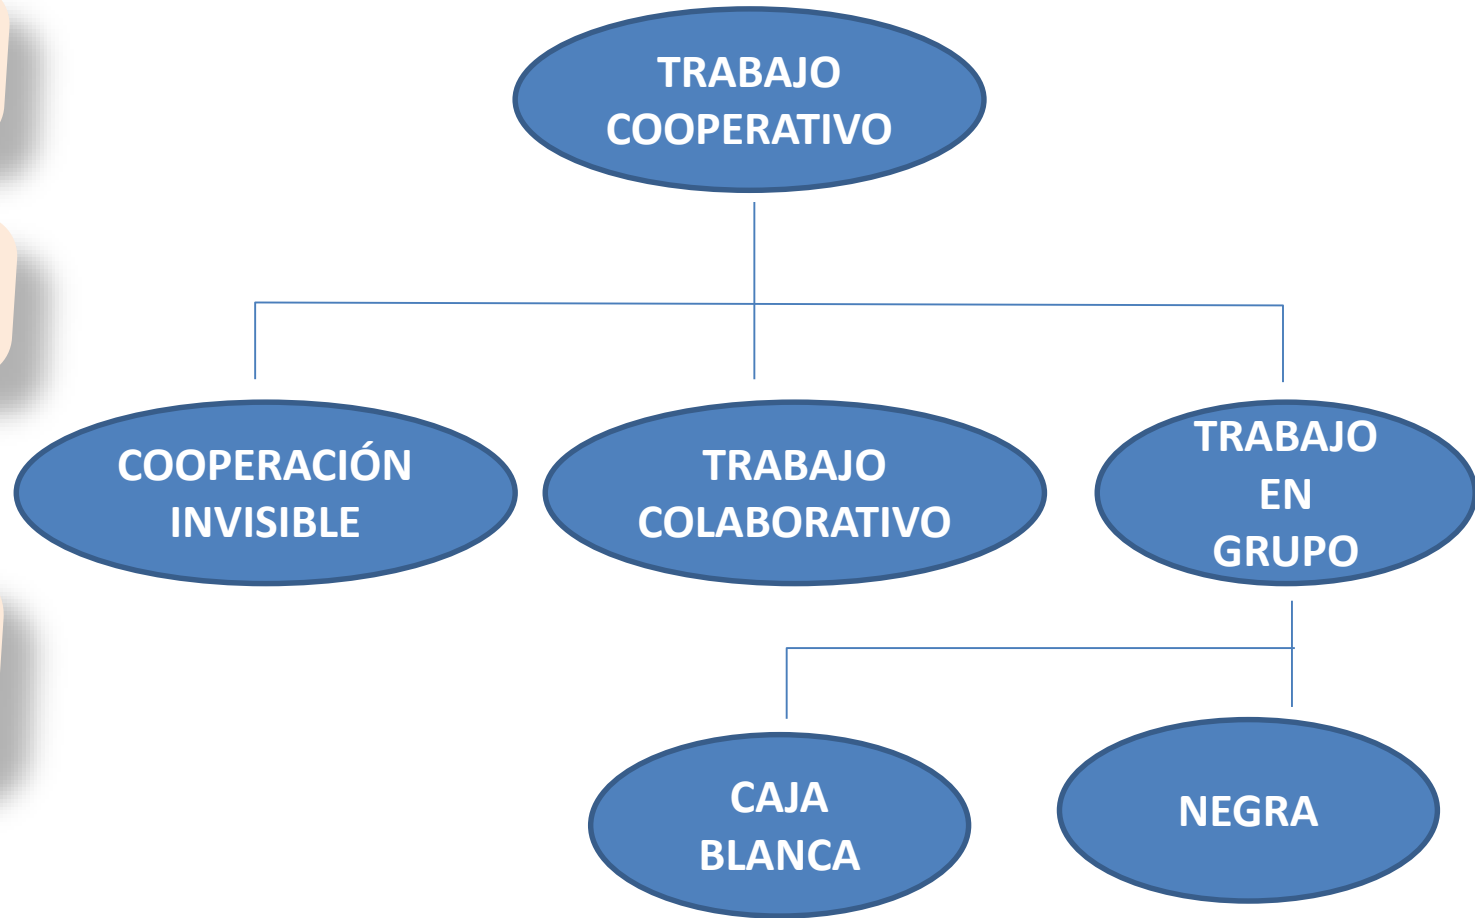 TRABAJO
COOPERATIVO
COOPERACIÓN
INVISIBLE
TRABAJO
COLABORATIVO
TRABAJO
EN
GRUPO
CAJA
BLANCA
NEGRA